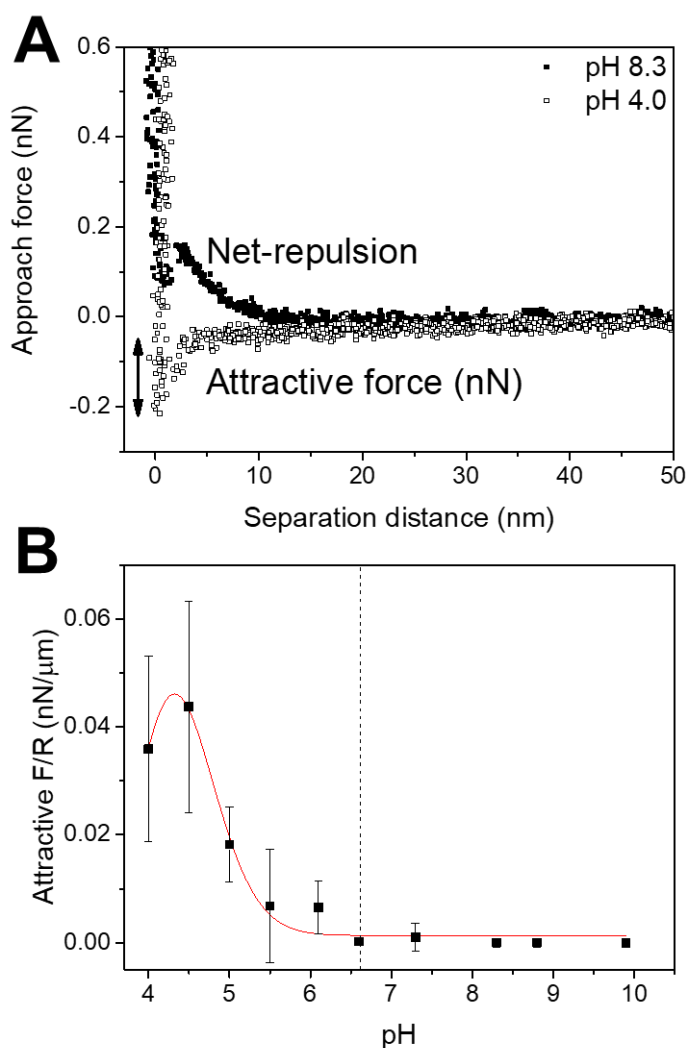 A
0.6
pH 8.3
pH 4.0
0.4
0.2
Net-repulsion
0.0
Attractive force (nN)
-0.2
0 10 20 30 40 50
Approach force (nN)
Separation distance (nm)
B
0.06
0.04
0.02
0.00
4 5 6 7 8 9 10
Attractive F/R (nN/μm)
pH